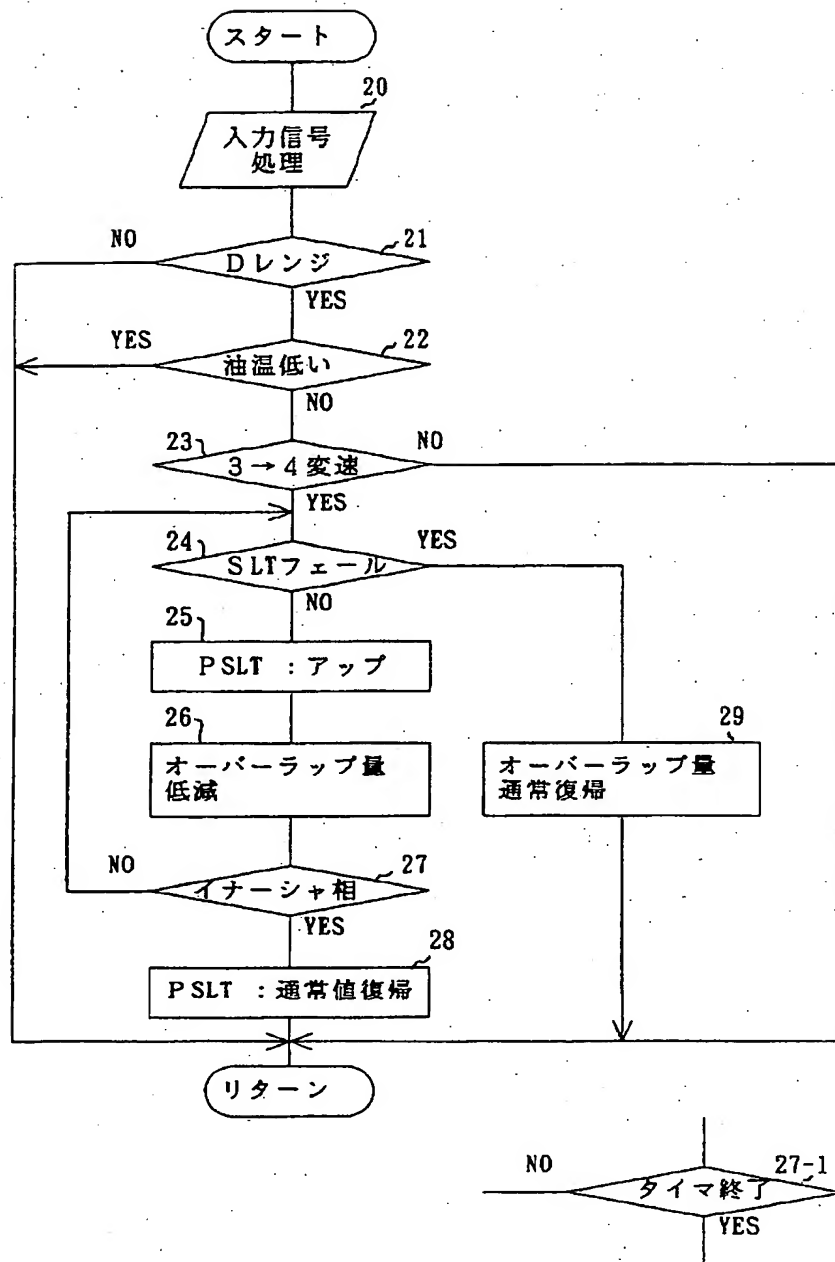 スタート
20
入力信号
処理
NO
21
Dレンジ
YES
YES
22
油温低い
NO
23
NO
3→4変速
YES
24
YES
SLTフェール
NO
25
PSLT :アップ
26
29
オーバーラップ量
低減
オーバーラップ量
通常復帰
NO
27
イナーシャ相
YES
28
PSLT :通常値復帰
リターン
NO
27-1
タイマ終了
YES